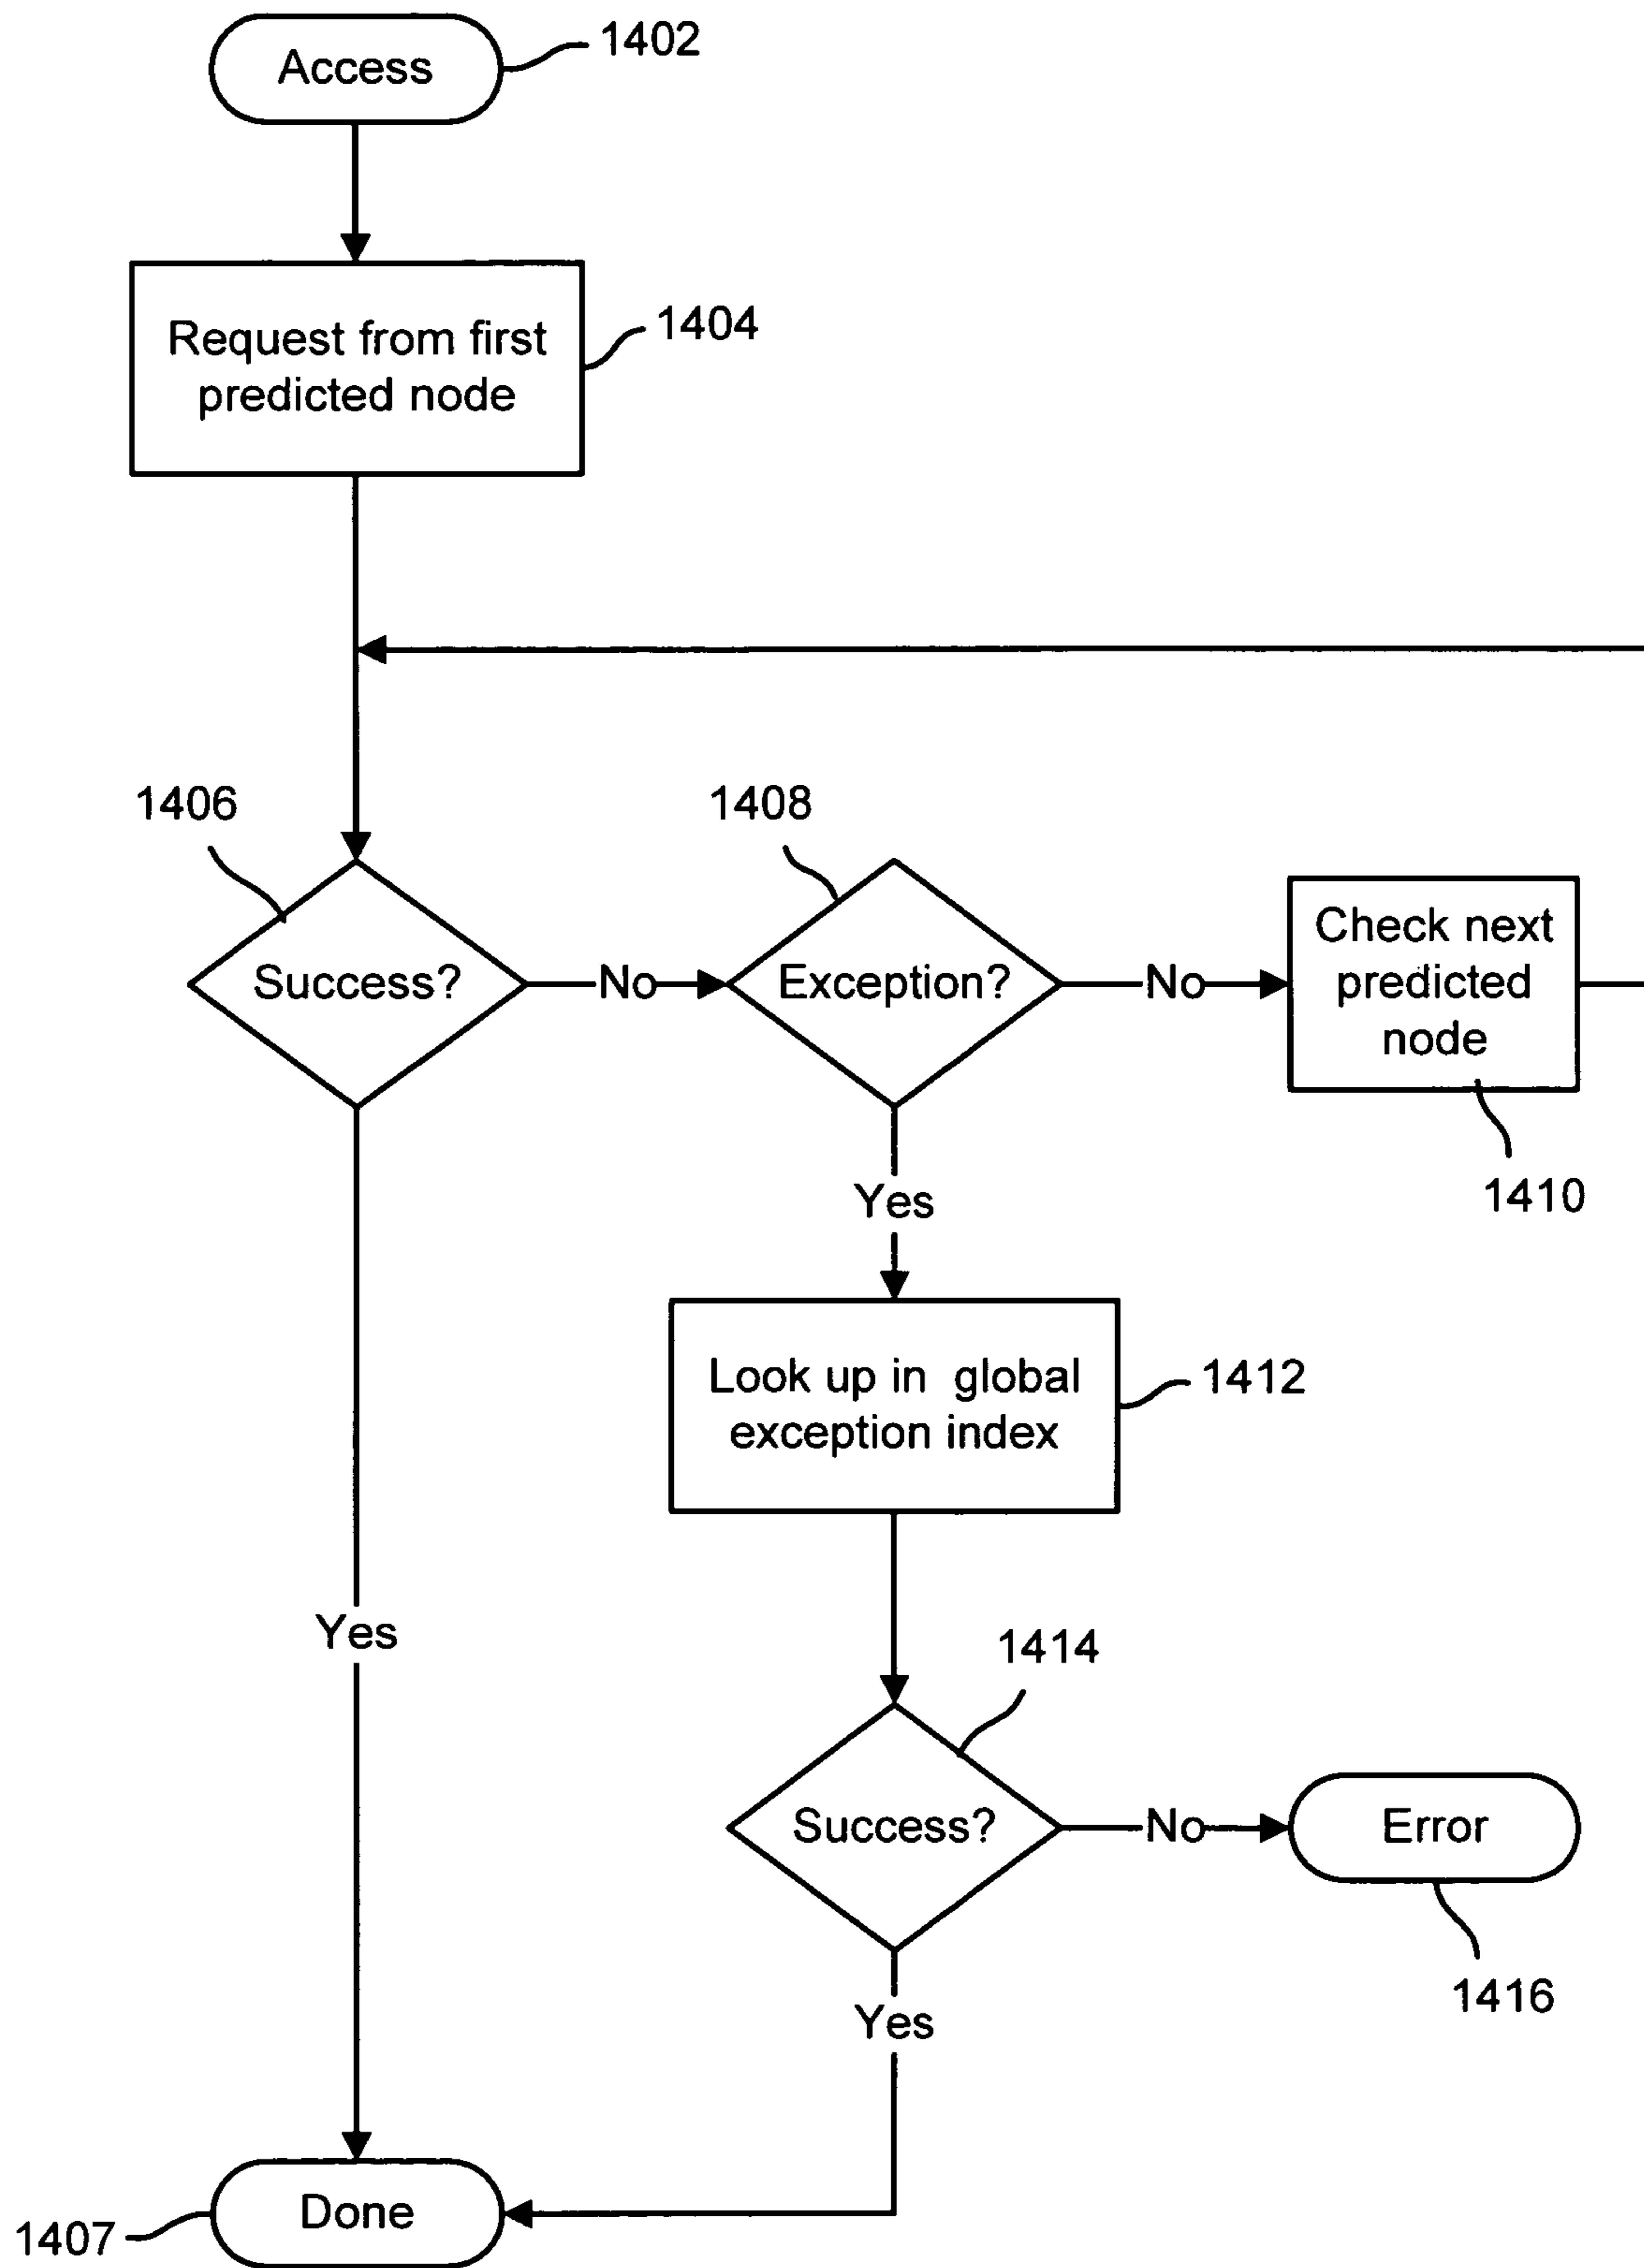 Access
1402
Request from first
predicted node
1404
1406
1408
Success?
No
Exception?
No
Check next
predicted
node
1410
Yes
Look up in global
exception index
1412
Yes
1414
Success?
No
Error
1416
Yes
Done
1407